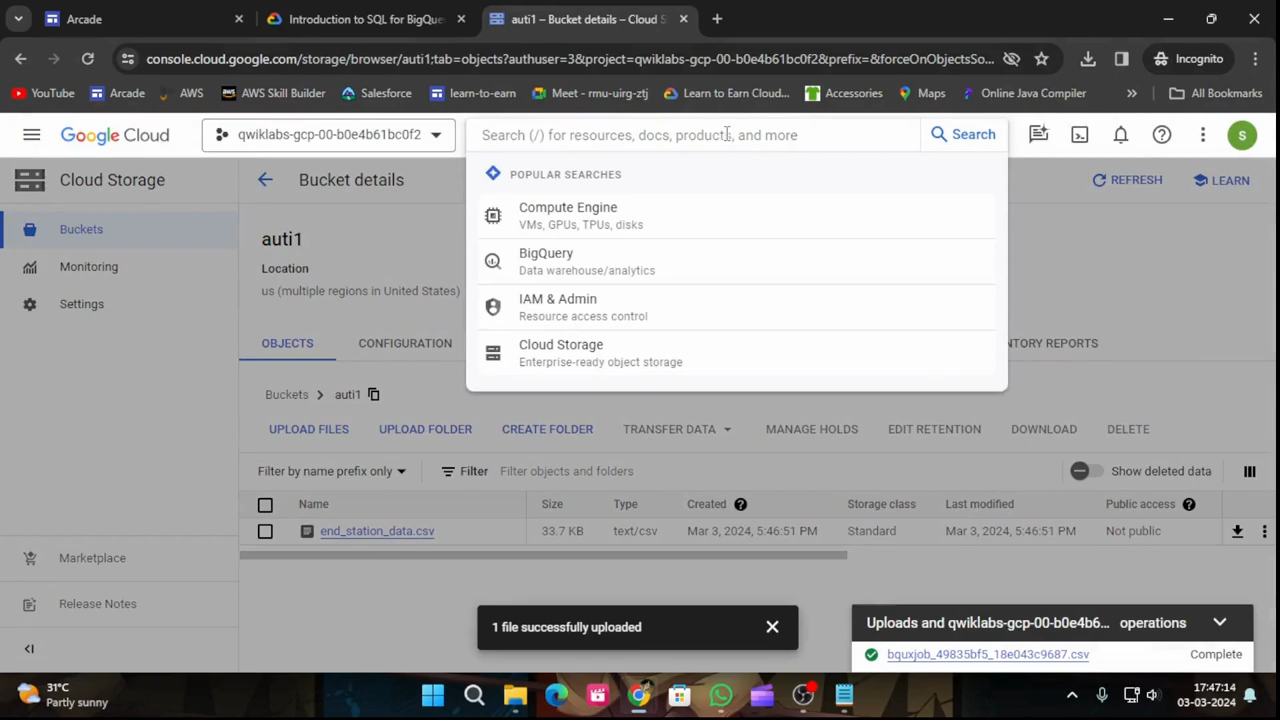 Arcade
Introduction to SQL for BigQue
auti1 – Bucket details – Cloud S
console.cloud.google.com/storage/browser/auti1;tab=objects?authuser=3&project=qwiklabs-gcp-00-b0e4b61bc0f2&prefix=&forceOnObjectsSo...
Incognito
YouTube
Arcade
AWS
AWS Skill Builder
Salesforce
learn-to-earn
Meet - rmu-uirg-ztj
Learn to Earn Cloud...
Accessories
Maps
Online Java Compiler
»
All Bookmarks
Google Cloud
qwiklabs-gcp-00-b0e4b61bc0f2
Search (/) for resources, docs, products, and more
Search
S
Cloud Storage
Bucket details
REFRESH
LEARN
POPULAR SEARCHES
Compute Engine
VMs, GPUs, TPUs, disks
BigQuery
Data warehouse/analytics
IAM & Admin
Resource access control
Cloud Storage
Enterprise-ready object storage
Buckets
Monitoring
Settings
Marketplace
Release Notes
auti1
Location
us (multiple regions in United States)
OBJECTS
CONFIGURATION
NTORY REPORTS
Buckets > auti1
UPLOAD FILES
UPLOAD FOLDER
CREATE FOLDER
TRANSFER DATA
MANAGE HOLDS
EDIT RETENTION
DOWNLOAD
DELETE
Filter by name prefix only
Filter
Filter objects and folders
Show deleted data
Name
Size
Type
Created
Storage class
Last modified
Public access
end_station_data.csv
33.7 KB
text/csv
Mar 3, 2024, 5:46:51 PM
Standard
Mar 3, 2024, 5:46:51 PM
Not public
1 file successfully uploaded
Uploads and qwiklabs-gcp-00-b0e4b6... operations
bquxjob_49835bf5_18e043c9687.csv
Complete
31°C
Partly sunny
17:47:14
03-03-2024